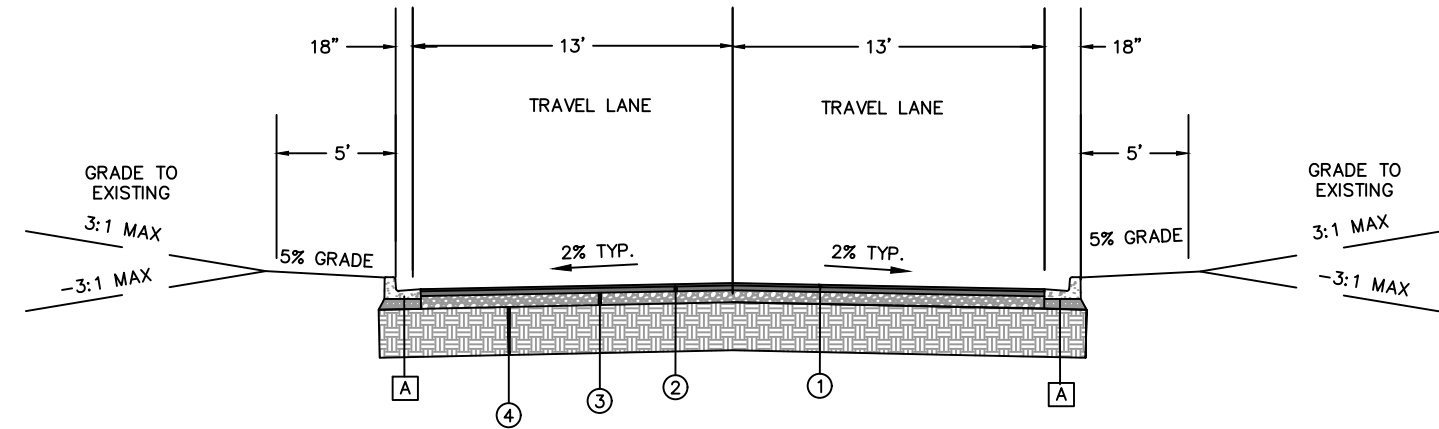 18"
13'
13'
18"
TRAVEL LANE
TRAVEL LANE
5'
5'
GRADE TO
EXISTING
GRADE TO
EXISTING
3:1 MAX
3:1 MAX
5% GRADE
2% TYP.
2% TYP.
5% GRADE
-3:1 MAX
-3:1 MAX
A
4
3
2
1
A